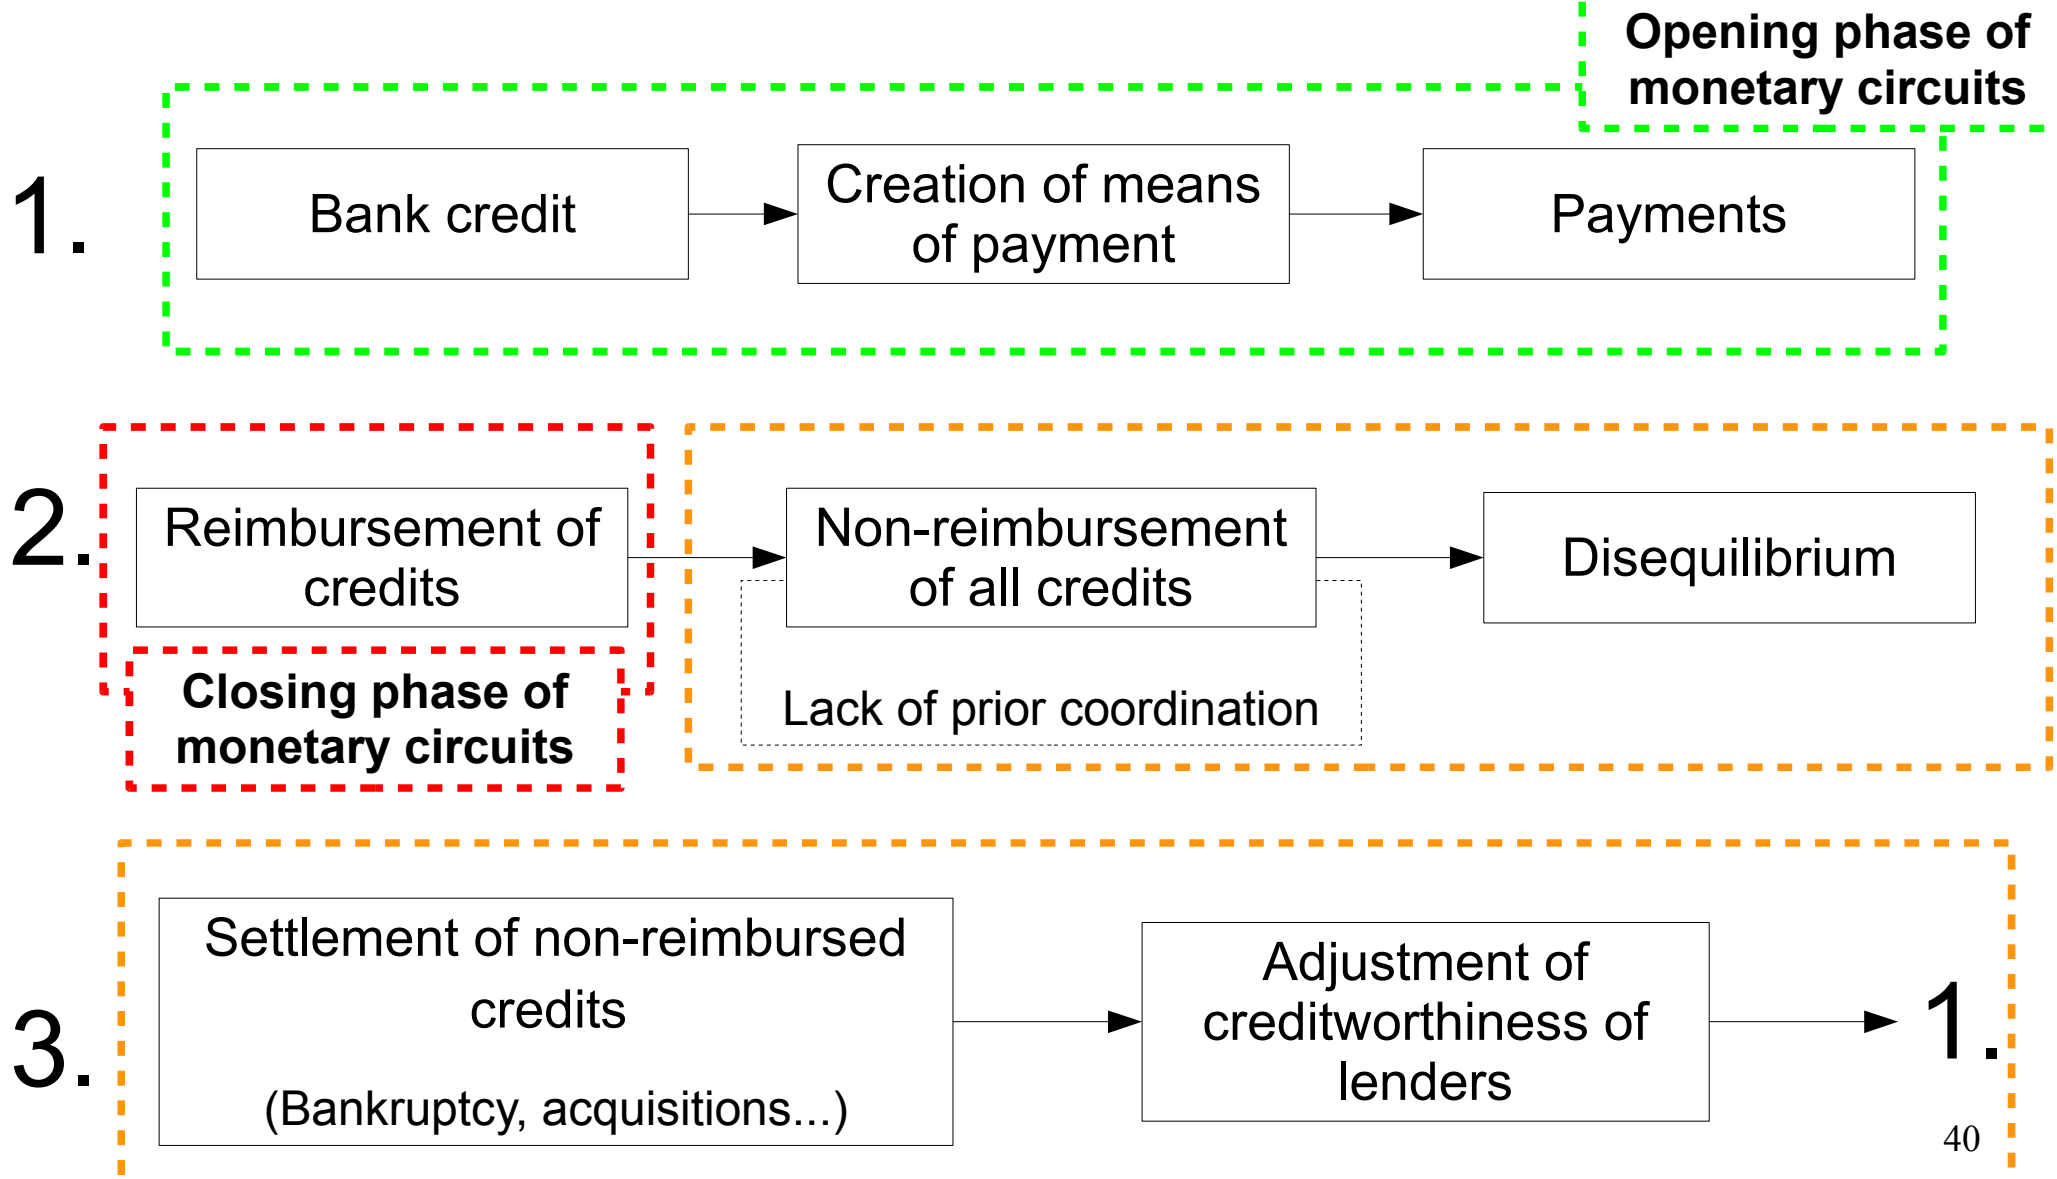 Opening phase of
monetary circuits
1.
Bank credit
Creation of means
of payment
Payments
2.
Reimbursement of
credits
Non-reimbursement
of all credits
Disequilibrium
Lack of prior coordination
Closing phase of
monetary circuits
3.
Settlement of non-reimbursed
credits
(Bankruptcy, acquisitions...)
Adjustment of
creditworthiness of
lenders
1.
40